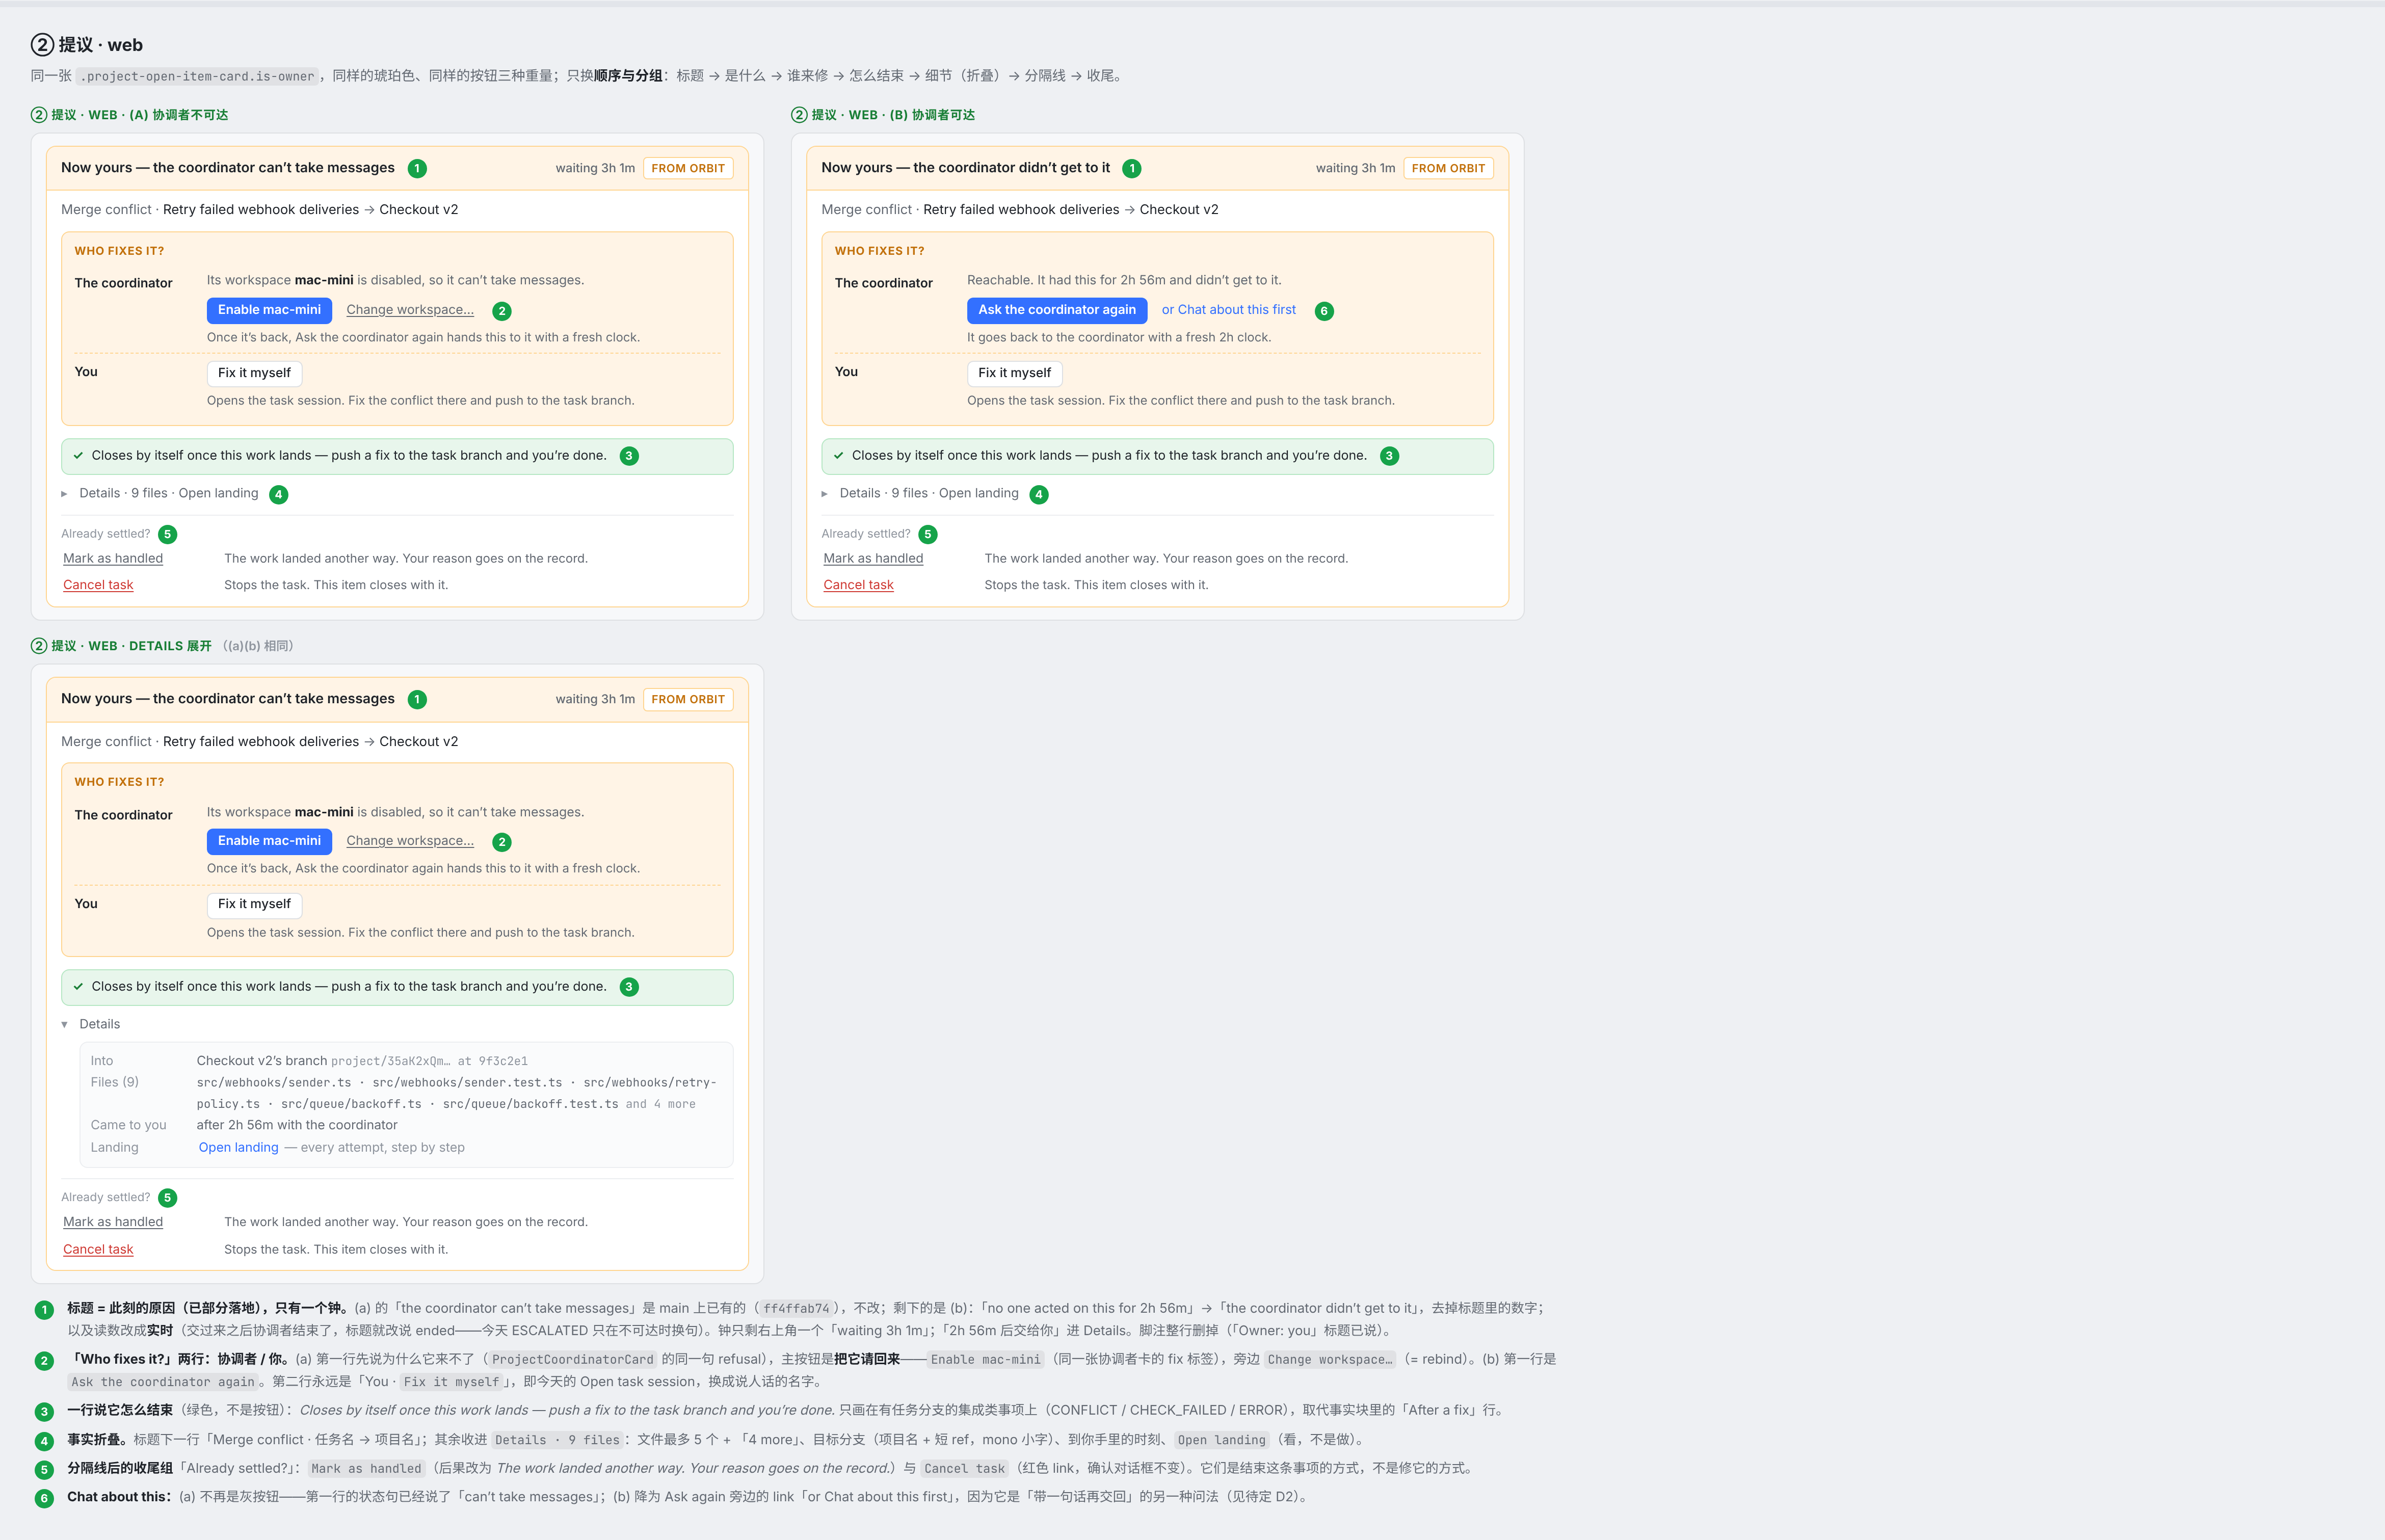 ② 提议 · web
同一张 .project-open-item-card.is-owner，同样的琥珀色、同样的按钮三种重量；只换顺序与分组：标题 → 是什么 → 谁来修 → 怎么结束 → 细节（折叠）→ 分隔线 → 收尾。
② 提议 · WEB · (A) 协调者不可达
Now yours — the coordinator can’t take messages 1 waiting 3h 1m FROM ORBIT
Merge conflict · Retry failed webhook deliveries → Checkout v2
WHO FIXES IT?
The coordinator Its workspace mac-mini is disabled, so it can’t take messages.
Enable mac-mini Change workspace… 2
Once it’s back, Ask the coordinator again hands this to it with a fresh clock.
You Fix it myself
Opens the task session. Fix the conflict there and push to the task branch.
✓ Closes by itself once this work lands — push a fix to the task branch and you’re done. 3
▸ Details · 9 files · Open landing 4
Already settled? 5
Mark as handled The work landed another way. Your reason goes on the record.
Cancel task Stops the task. This item closes with it.
② 提议 · WEB · (B) 协调者可达
Now yours — the coordinator didn’t get to it 1 waiting 3h 1m FROM ORBIT
Merge conflict · Retry failed webhook deliveries → Checkout v2
WHO FIXES IT?
The coordinator Reachable. It had this for 2h 56m and didn’t get to it.
Ask the coordinator again or Chat about this first 6
It goes back to the coordinator with a fresh 2h clock.
You Fix it myself
Opens the task session. Fix the conflict there and push to the task branch.
✓ Closes by itself once this work lands — push a fix to the task branch and you’re done. 3
▸ Details · 9 files · Open landing 4
Already settled? 5
Mark as handled The work landed another way. Your reason goes on the record.
Cancel task Stops the task. This item closes with it.
② 提议 · WEB · DETAILS 展开 （(a)(b) 相同）
Now yours — the coordinator can’t take messages 1 waiting 3h 1m FROM ORBIT
Merge conflict · Retry failed webhook deliveries → Checkout v2
WHO FIXES IT?
The coordinator Its workspace mac-mini is disabled, so it can’t take messages.
Enable mac-mini Change workspace… 2
Once it’s back, Ask the coordinator again hands this to it with a fresh clock.
You Fix it myself
Opens the task session. Fix the conflict there and push to the task branch.
✓ Closes by itself once this work lands — push a fix to the task branch and you’re done. 3
▾ Details
Into Checkout v2’s branch project/35aK2xQm… at 9f3c2e1
Files (9) src/webhooks/sender.ts · src/webhooks/sender.test.ts · src/webhooks/retry-
policy.ts · src/queue/backoff.ts · src/queue/backoff.test.ts and 4 more
Came to you after 2h 56m with the coordinator
Landing Open landing — every attempt, step by step
Already settled? 5
Mark as handled The work landed another way. Your reason goes on the record.
Cancel task Stops the task. This item closes with it.
1 标题 = 此刻的原因（已部分落地），只有一个钟。(a) 的「the coordinator can’t take messages」是 main 上已有的（ff4ffab74），不改；剩下的是 (b)：「no one acted on this for 2h 56m」→「the coordinator didn’t get to it」，去掉标题里的数字；
以及读数改成实时（交过来之后协调者结束了，标题就改说 ended——今天 ESCALATED 只在不可达时换句）。钟只剩右上角一个「waiting 3h 1m」；「2h 56m 后交给你」进 Details。脚注整行删掉（「Owner: you」标题已说）。
2 「Who fixes it?」两行：协调者 / 你。(a) 第一行先说为什么它来不了（ProjectCoordinatorCard 的同一句 refusal），主按钮是把它请回来——Enable mac-mini（同一张协调者卡的 fix 标签），旁边 Change workspace…（= rebind）。(b) 第一行是
Ask the coordinator again。第二行永远是「You · Fix it myself」，即今天的 Open task session，换成说人话的名字。
3 一行说它怎么结束（绿色，不是按钮）：Closes by itself once this work lands — push a fix to the task branch and you’re done. 只画在有任务分支的集成类事项上（CONFLICT / CHECK_FAILED / ERROR），取代事实块里的「After a fix」行。
4 事实折叠。标题下一行「Merge conflict · 任务名 → 项目名」；其余收进 Details · 9 files：文件最多 5 个 + 「4 more」、目标分支（项目名 + 短 ref，mono 小字）、到你手里的时刻、Open landing（看，不是做）。
5 分隔线后的收尾组「Already settled?」：Mark as handled（后果改为 The work landed another way. Your reason goes on the record.）与 Cancel task（红色 link，确认对话框不变）。它们是结束这条事项的方式，不是修它的方式。
6 Chat about this：(a) 不再是灰按钮——第一行的状态句已经说了「can’t take messages」；(b) 降为 Ask again 旁边的 link「or Chat about this first」，因为它是「带一句话再交回」的另一种问法（见待定 D2）。